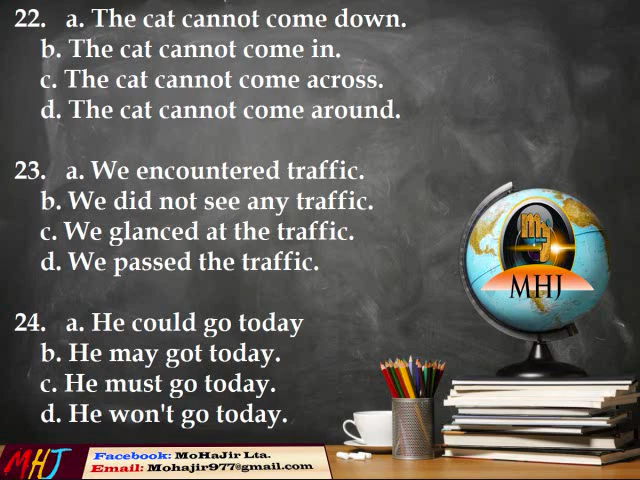 22. a. The cat cannot come down.
b. The cat cannot come in.
c. The cat cannot come across.
d. The cat cannot come around.
23. a. We encountered traffic.
b. We did not see any traffic.
c. We glanced at the traffic.
d. We passed the traffic.
24. a. He could go today
b. He may got today.
c. He must go today.
d. He won't go today.
MHJ
MHJ
MHJ
Facebook: MoHaJir Lta.
Email: Mohajir977@gmail.com